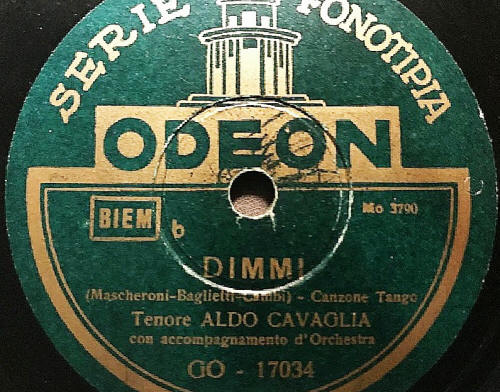 SERIE FONOTIPIA
ODEON
BIEM
b
Mo 3790
DIMMI
(Mascheroni-Baglietti-Cambi) - Canzone Tango
Tenore ALDO CAVAGLIA
con accompagnamento d'Orchestra
GO - 17034